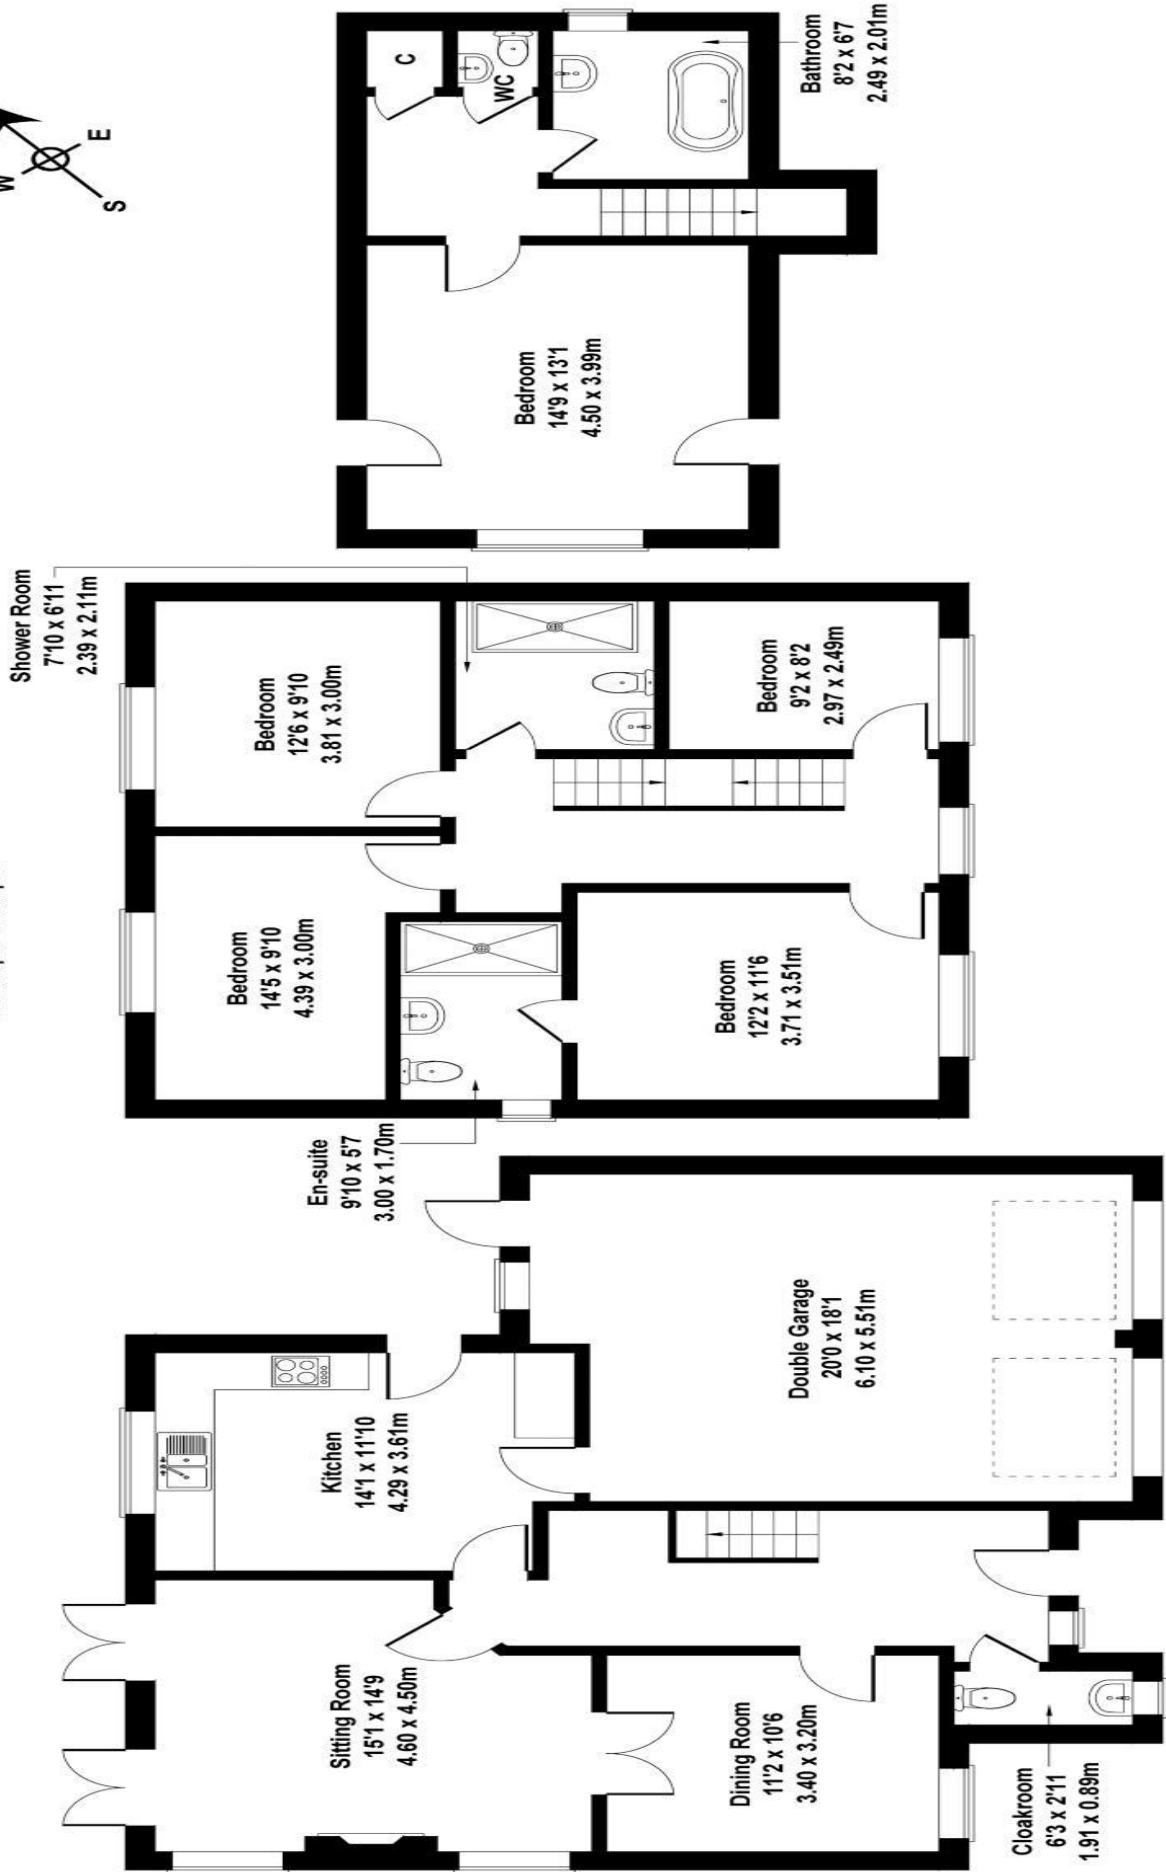 W
E
S
Sitting Room
15'1 x 14'9
4.60 x 4.50m
Kitchen
14'1 x 11'10
4.29 x 3.61m
Dining Room
11'2 x 10'6
3.40 x 3.20m
Double Garage
20'0 x 18'1
6.10 x 5.51m
Cloakroom
6'3 x 2'11
1.91 x 0.89m
En-suite
9'10 x 5'7
3.00 x 1.70m
Bedroom
14'5 x 9'10
4.39 x 3.00m
Bedroom
12'6 x 9'10
3.81 x 3.00m
Bedroom
12'2 x 11'6
3.71 x 3.51m
Bedroom
9'2 x 8'2
2.97 x 2.49m
Shower Room
7'10 x 6'11
2.39 x 2.11m
Bedroom
14'9 x 13'1
4.50 x 3.99m
C
WC
Bathroom
8'2 x 6'7
2.49 x 2.01m